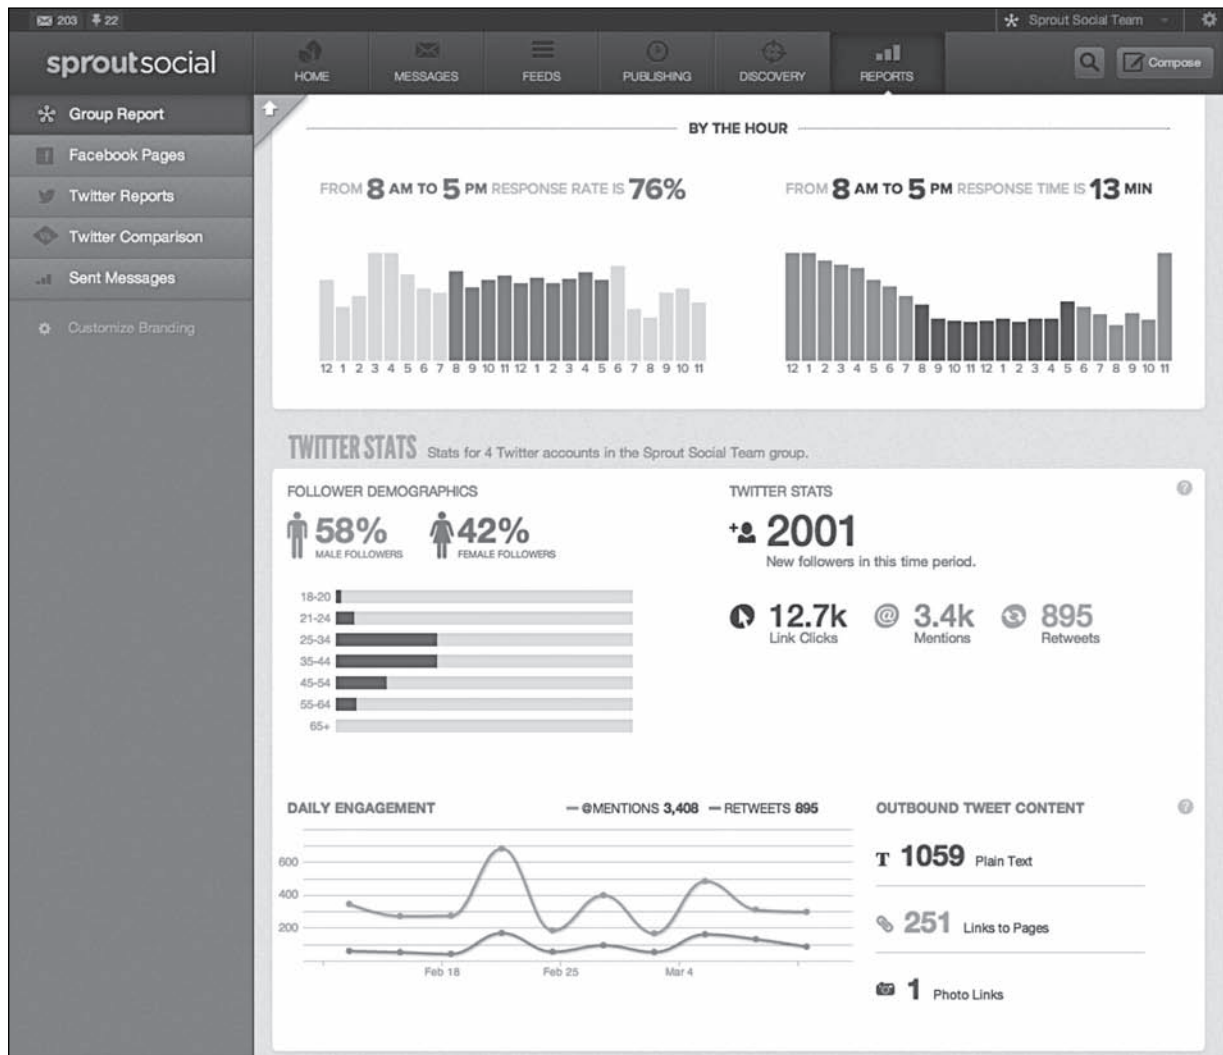 203 22 Sprout Social Team
sproutsocial
HOME MESSAGES FEEDS PUBLISHING DISCOVERY REPORTS Compose
Group Report
Facebook Pages
Twitter Reports
Twitter Comparison
Sent Messages
Customize Branding
BY THE HOUR
FROM 8 AM TO 5 PM RESPONSE RATE IS 76%
12 1 2 3 4 5 6 7 8 9 10 11 12 1 2 3 4 5 6 7 8 9 10 11
FROM 8 AM TO 5 PM RESPONSE TIME IS 13 MIN
12 1 2 3 4 5 6 7 8 9 10 11 12 1 2 3 4 5 6 7 8 9 10 11
TWITTER STATS Stats for 4 Twitter accounts in the Sprout Social Team group.
FOLLOWER DEMOGRAPHICS
58% 42%
MALE FOLLOWERS FEMALE FOLLOWERS
18-20
21-24
25-34
35-44
45-54
55-64
65+
TWITTER STATS ?
2001
New followers in this time period.
12.7k @ 3.4k 895
Link Clicks Mentions Retweets
DAILY ENGAGEMENT @MENTIONS 3,408 RETWEETS 895
600
400
200
Feb 18 Feb 25 Mar 4
OUTBOUND TWEET CONTENT ?
T 1059 Plain Text
251 Links to Pages
1 Photo Links